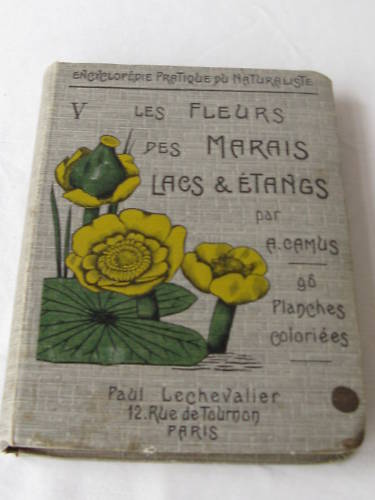 ENCYCLOPÉDIE PRATIQUE DU NATURALISTE
V LES FLEURS
DES MARAIS
LACS & ÉTANGS
par
A. CAMUS
98
Planches
Coloriées
Paul Lechevalier
12. Rue de Tournon
PARIS